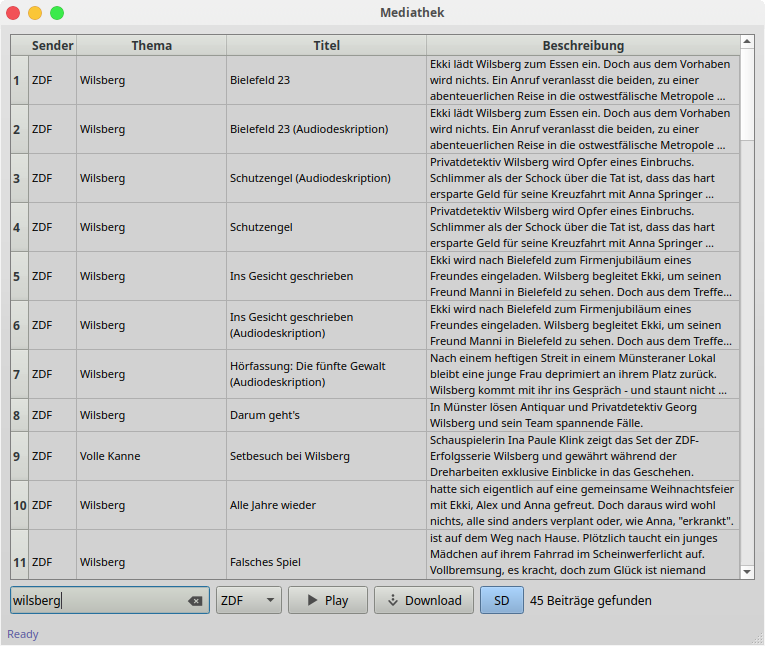 Mediathek
Sender Thema Titel Beschreibung
1 ZDF Wilsberg Bielefeld 23 Ekki lädt Wilsberg zum Essen ein. Doch aus dem Vorhaben
wird nichts. Ein Anruf veranlasst die beiden, zu einer
abenteuerlichen Reise in die ostwestfälische Metropole ...
2 ZDF Wilsberg Bielefeld 23 (Audiodeskription) Ekki lädt Wilsberg zum Essen ein. Doch aus dem Vorhaben
wird nichts. Ein Anruf veranlasst die beiden, zu einer
abenteuerlichen Reise in die ostwestfälische Metropole ...
3 ZDF Wilsberg Schutzengel (Audiodeskription) Privatdetektiv Wilsberg wird Opfer eines Einbruchs.
Schlimmer als der Schock über die Tat ist, dass das hart
ersparte Geld für seine Kreuzfahrt mit Anna Springer ...
4 ZDF Wilsberg Schutzengel Privatdetektiv Wilsberg wird Opfer eines Einbruchs.
Schlimmer als der Schock über die Tat ist, dass das hart
ersparte Geld für seine Kreuzfahrt mit Anna Springer ...
5 ZDF Wilsberg Ins Gesicht geschrieben Ekki wird nach Bielefeld zum Firmenjubiläum eines
Freundes eingeladen. Wilsberg begleitet Ekki, um seinen
Freund Manni in Bielefeld zu sehen. Doch aus dem Treffe...
6 ZDF Wilsberg Ins Gesicht geschrieben
(Audiodeskription) Ekki wird nach Bielefeld zum Firmenjubiläum eines
Freundes eingeladen. Wilsberg begleitet Ekki, um seinen
Freund Manni in Bielefeld zu sehen. Doch aus dem Treffe...
7 ZDF Wilsberg Hörfassung: Die fünfte Gewalt
(Audiodeskription) Nach einem heftigen Streit in einem Münsteraner Lokal
bleibt eine junge Frau deprimiert an ihrem Platz zurück.
Wilsberg kommt mit ihr ins Gespräch - und staunt nicht ...
8 ZDF Wilsberg Darum geht's In Münster lösen Antiquar und Privatdetektiv Georg
Wilsberg und sein Team spannende Fälle.
9 ZDF Volle Kanne Setbesuch bei Wilsberg Schauspielerin Ina Paule Klink zeigt das Set der ZDF-
Erfolgsserie Wilsberg und gewährt während der
Dreharbeiten exklusive Einblicke in das Geschehen.
10 ZDF Wilsberg Alle Jahre wieder hatte sich eigentlich auf eine gemeinsame Weihnachtsfeier
mit Ekki, Alex und Anna gefreut. Doch daraus wird wohl
nichts, alle sind anders verplant oder, wie Anna, "erkrankt".
11 ZDF Wilsberg Falsches Spiel ist auf dem Weg nach Hause. Plötzlich taucht ein junges
Mädchen auf ihrem Fahrrad im Scheinwerferlicht auf.
Vollbremsung, es kracht, doch zum Glück ist niemand
wilsberg ZDF Play Download SD 45 Beiträge gefunden
Ready